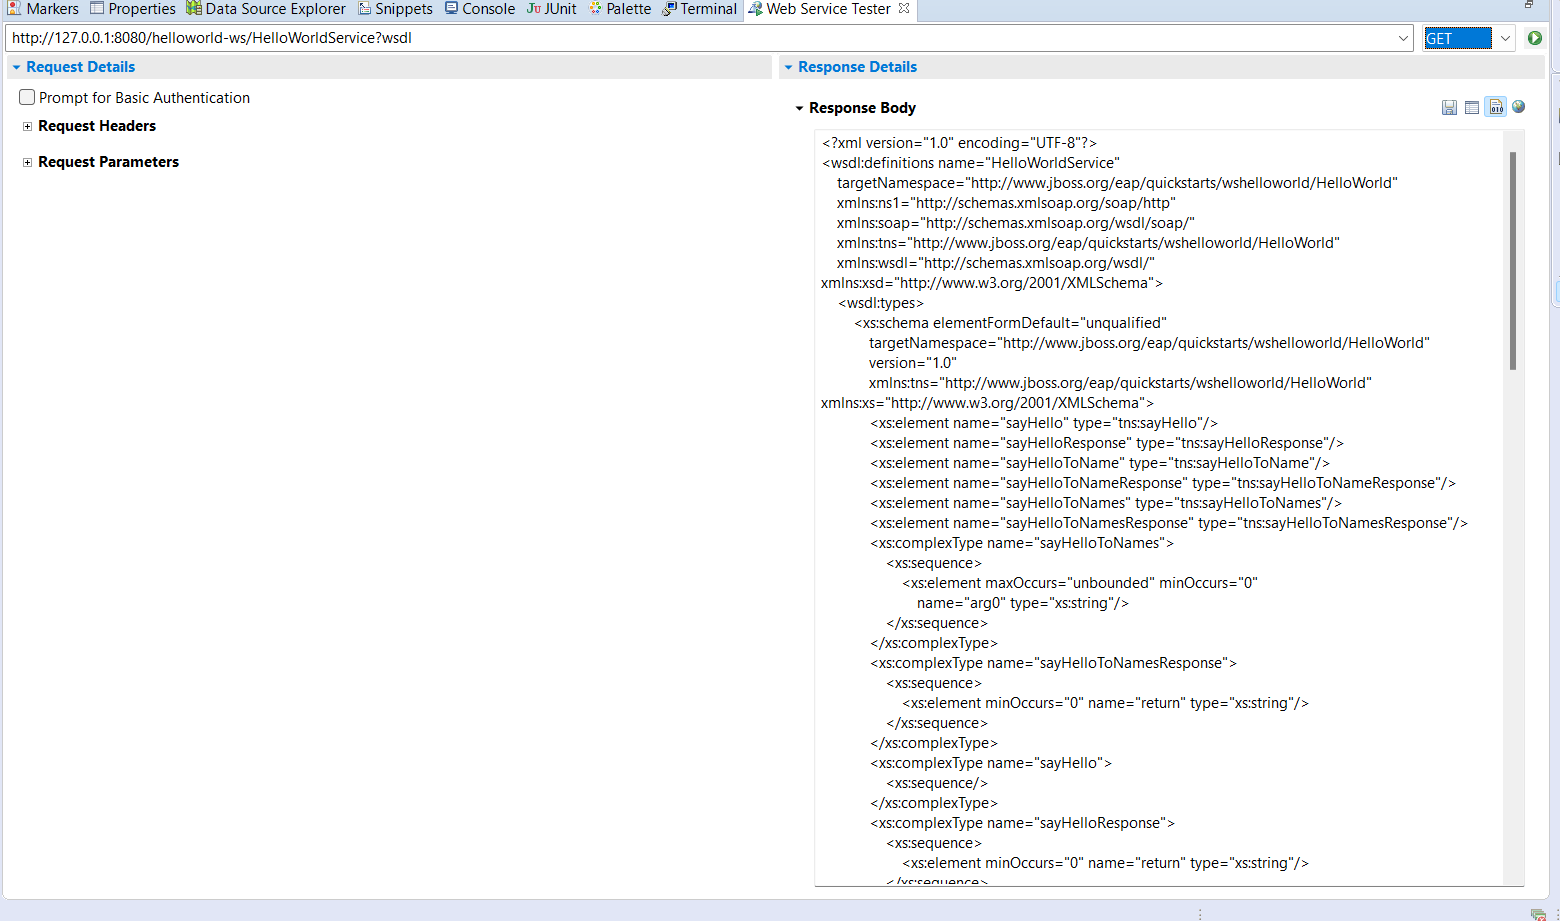 Markers Properties Data Source Explorer Snippets Console JUnit Palette Terminal Web Service Tester
http://127.0.0.1:8080/helloworld-ws/HelloWorldService?wsdl GET
Request Details
Prompt for Basic Authentication
Request Headers
Request Parameters
Response Details
Response Body
<?xml version="1.0" encoding="UTF-8"?>
<wsdl:definitions name="HelloWorldService"
targetNamespace="http://www.jboss.org/eap/quickstarts/wshelloworld/HelloWorld"
xmlns:ns1="http://schemas.xmlsoap.org/soap/http"
xmlns:soap="http://schemas.xmlsoap.org/wsdl/soap/"
xmlns:tns="http://www.jboss.org/eap/quickstarts/wshelloworld/HelloWorld"
xmlns:wsdl="http://schemas.xmlsoap.org/wsdl/"
xmlns:xsd="http://www.w3.org/2001/XMLSchema">
<wsdl:types>
<xs:schema elementFormDefault="unqualified"
targetNamespace="http://www.jboss.org/eap/quickstarts/wshelloworld/HelloWorld"
version="1.0"
xmlns:tns="http://www.jboss.org/eap/quickstarts/wshelloworld/HelloWorld"
xmlns:xs="http://www.w3.org/2001/XMLSchema">
<xs:element name="sayHello" type="tns:sayHello"/>
<xs:element name="sayHelloResponse" type="tns:sayHelloResponse"/>
<xs:element name="sayHelloToName" type="tns:sayHelloToName"/>
<xs:element name="sayHelloToNameResponse" type="tns:sayHelloToNameResponse"/>
<xs:element name="sayHelloToNames" type="tns:sayHelloToNames"/>
<xs:element name="sayHelloToNamesResponse" type="tns:sayHelloToNamesResponse"/>
<xs:complexType name="sayHelloToNames">
<xs:sequence>
<xs:element maxOccurs="unbounded" minOccurs="0"
name="arg0" type="xs:string"/>
</xs:sequence>
</xs:complexType>
<xs:complexType name="sayHelloToNamesResponse">
<xs:sequence>
<xs:element minOccurs="0" name="return" type="xs:string"/>
</xs:sequence>
</xs:complexType>
<xs:complexType name="sayHello">
<xs:sequence/>
</xs:complexType>
<xs:complexType name="sayHelloResponse">
<xs:sequence>
<xs:element minOccurs="0" name="return" type="xs:string"/>
</xs:sequence>